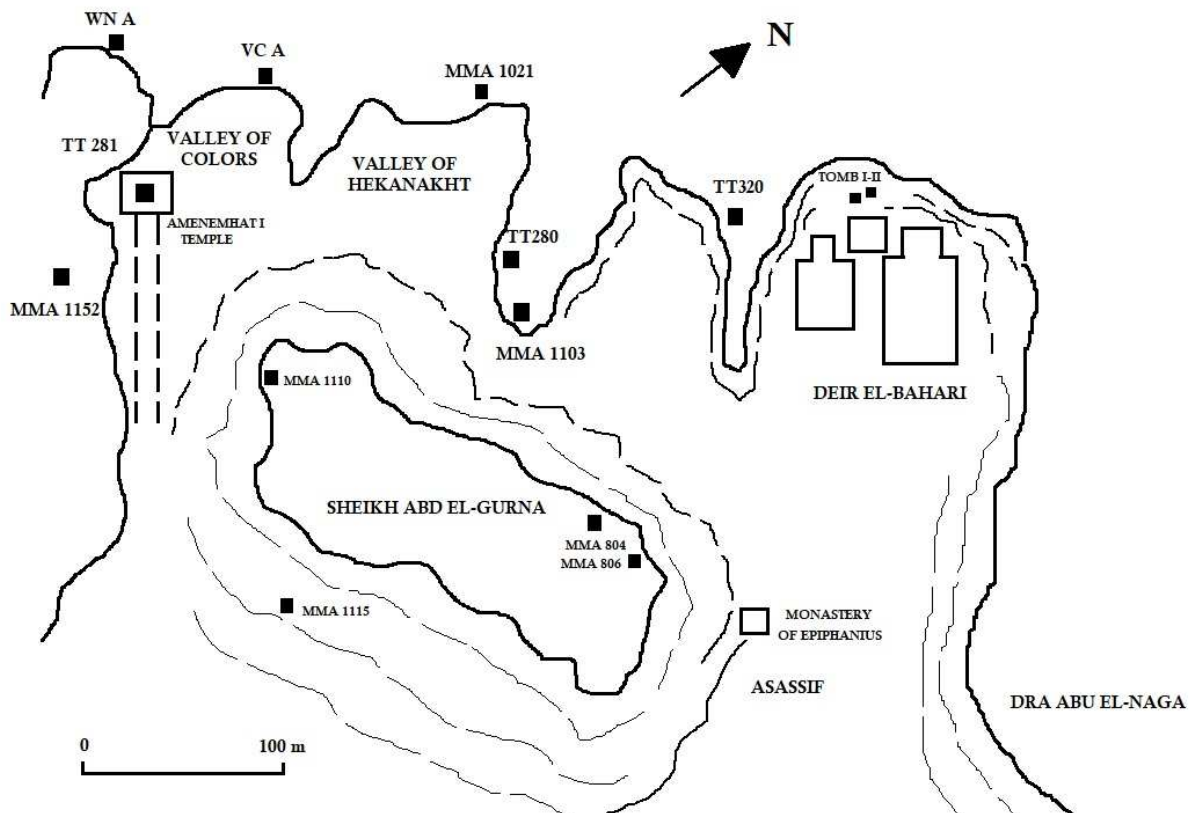 WN A
N
VC A
MMA 1021
TT 281
VALLEY OF
COLORS
VALLEY OF
HEKANAKHT
TT320
TOMB I-II
AMENEMHAT I
TEMPLE
TT280
MMA 1152
MMA 1103
MMA 1110
DEIR EL-BAHARI
SHEIKH ABD EL-GURNA
MMA 804
MMA 806
MMA 1115
MONASTERY
OF EPIPHANIUS
ASASSIF
DRA ABU EL-NAGA
0 100 m